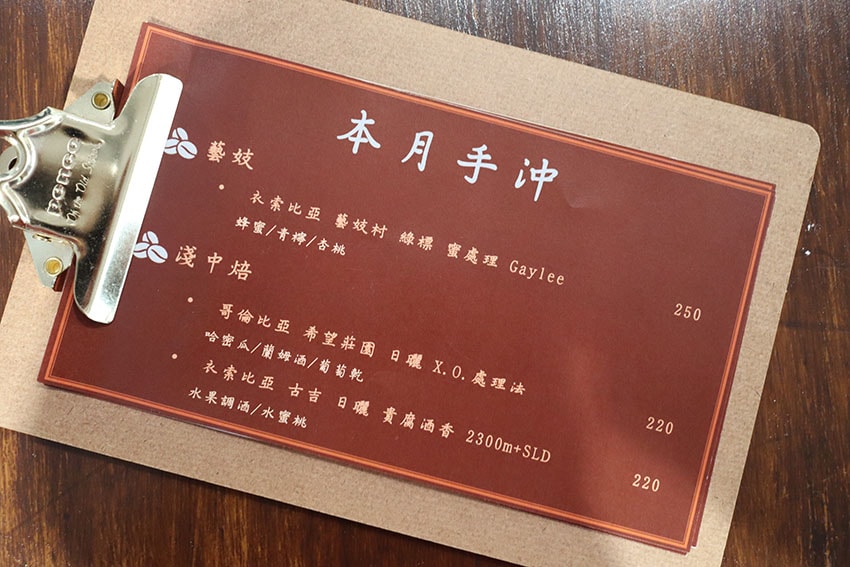 本月手沖
藝妓
• 衣索比亞 藝妓村 綠標 蜜處理 Gaylee
蜂蜜/青檸/杏桃
250
淺中焙
• 哥倫比亞 希望莊園 日曬 X.O.處理法
哈密瓜/蘭姆酒/葡萄乾
220
• 衣索比亞 古吉 日曬 貴腐酒香 2300m+SLD
水果調酒/水蜜桃
220